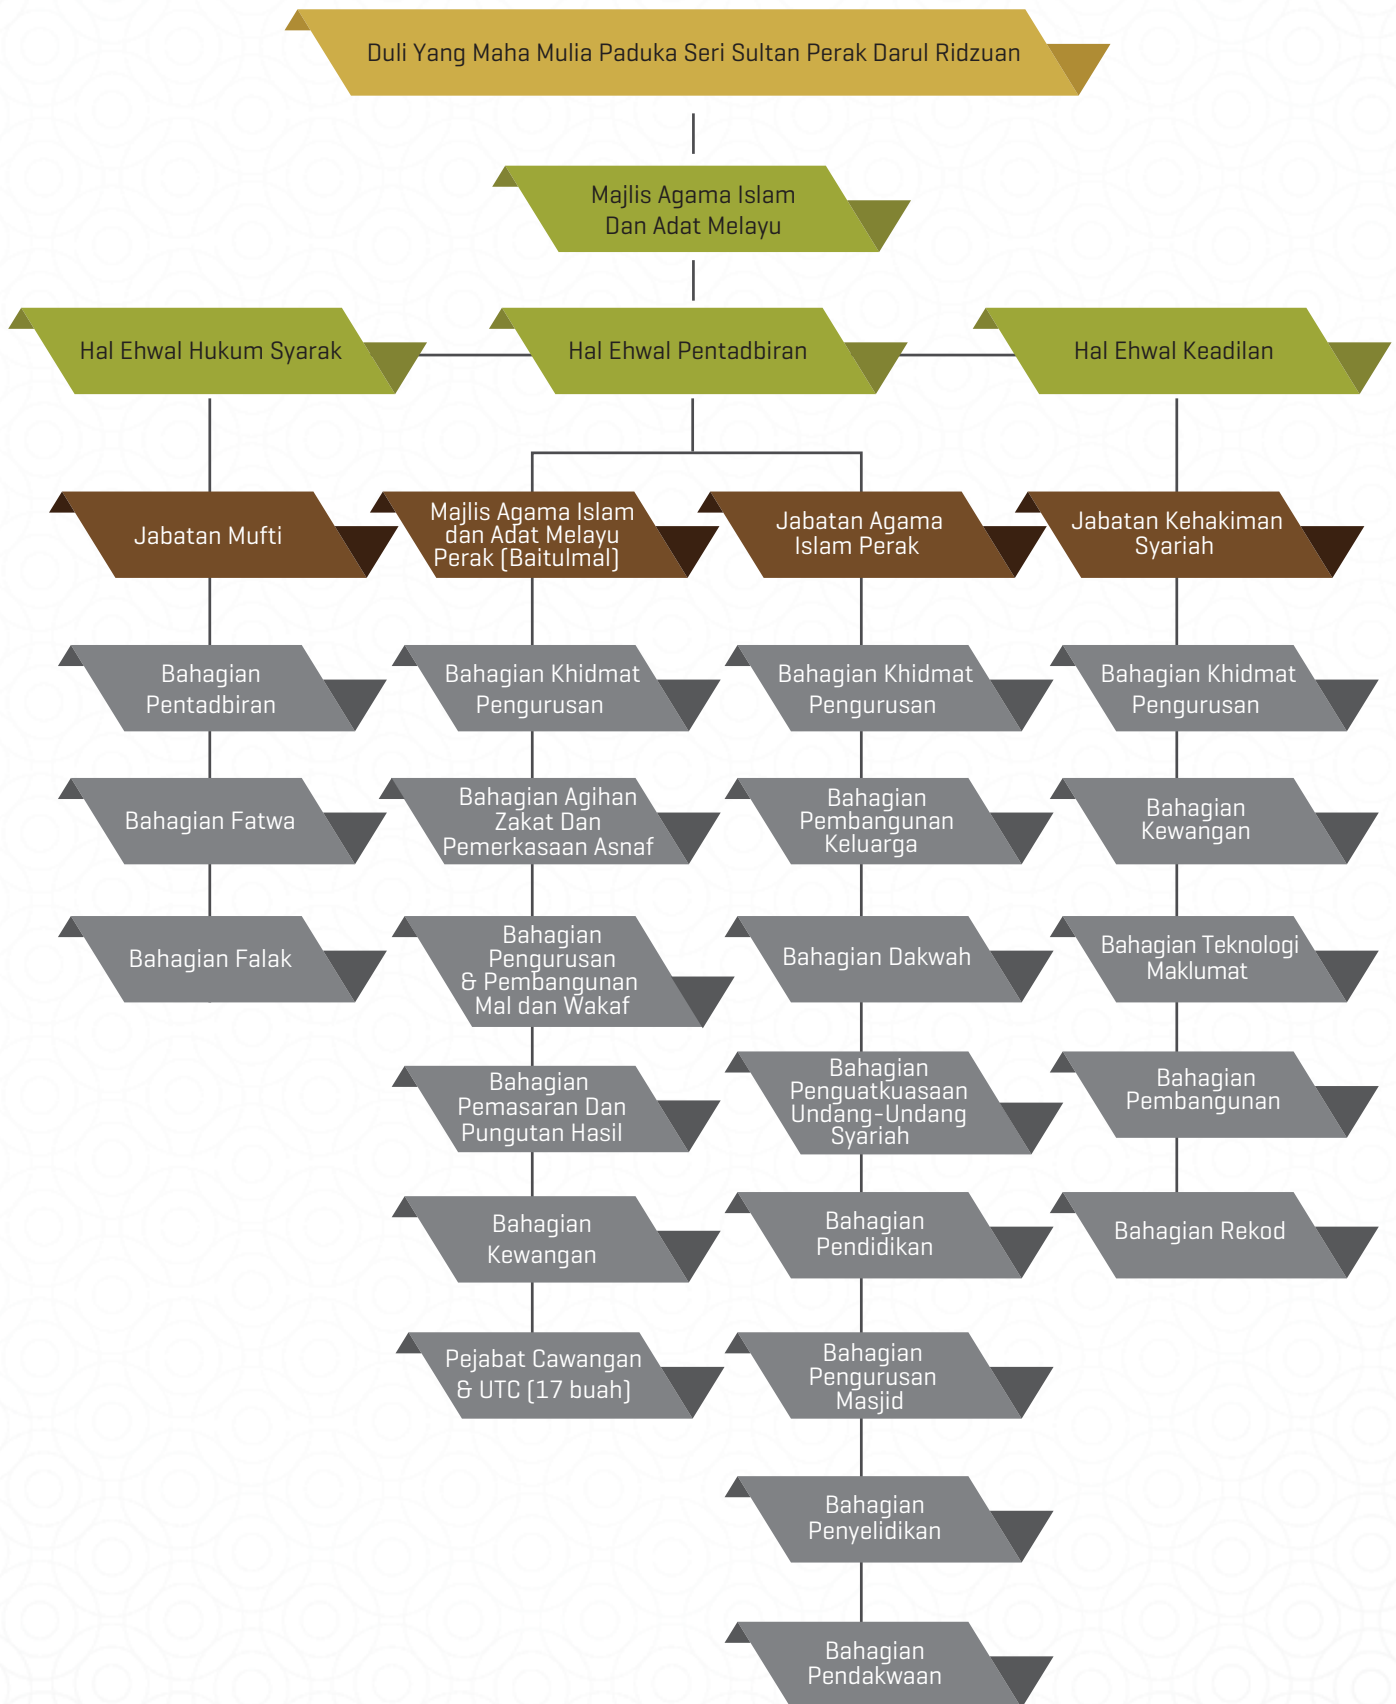 Duli Yang Maha Mulia Paduka Seri Sultan Perak Darul Ridzuan
Majlis Agama Islam
Dan Adat Melayu
Hal Ehwal Hukum Syarak
Hal Ehwal Pentadbiran
Hal Ehwal Keadilan
Jabatan Mufti
Majlis Agama Islam
dan Adat Melayu
Perak (Baitulmal)
Jabatan Agama
Islam Perak
Jabatan Kehakiman
Syariah
Bahagian
Pentadbiran
Bahagian Khidmat
Pengurusan
Bahagian Khidmat
Pengurusan
Bahagian Khidmat
Pengurusan
Bahagian Fatwa
Bahagian Agihan
Zakat Dan
Pemerkasaan Asnaf
Bahagian
Pembangunan
Keluarga
Bahagian
Kewangan
Bahagian Falak
Bahagian
Pengurusan
& Pembangunan
Mal dan Wakaf
Bahagian Dakwah
Bahagian Teknologi
Maklumat
Bahagian
Pemasaran Dan
Pungutan Hasil
Bahagian
Penguatkuasaan
Undang-Undang
Syariah
Bahagian
Pembangunan
Bahagian
Kewangan
Bahagian
Pendidikan
Bahagian Rekod
Pejabat Cawangan
& UTC (17 buah)
Bahagian
Pengurusan
Masjid
Bahagian
Penyelidikan
Bahagian
Pendakwaan